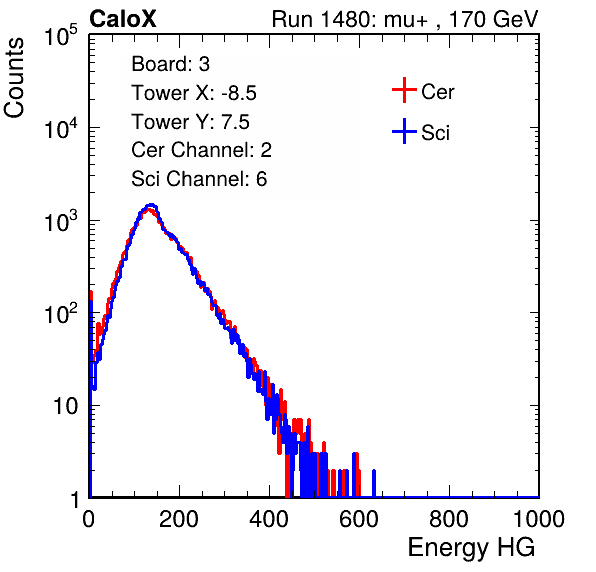 CaloX Run 1480: mu+ , 170 GeV
Counts
10^5
10^4
10^3
10^2
10
1
Board: 3
Tower X: -8.5
Tower Y: 7.5
Cer Channel: 2
Sci Channel: 6
Cer
Sci
0 200 400 600 800 1000
Energy HG